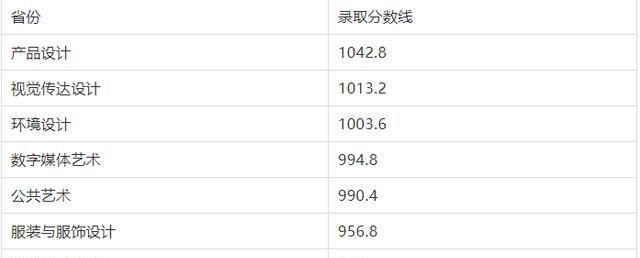 省份 录取分数线
产品设计 1042.8
视觉传达设计 1013.2
环境设计 1003.6
数字媒体艺术 994.8
公共艺术 990.4
服装与服饰设计 956.8